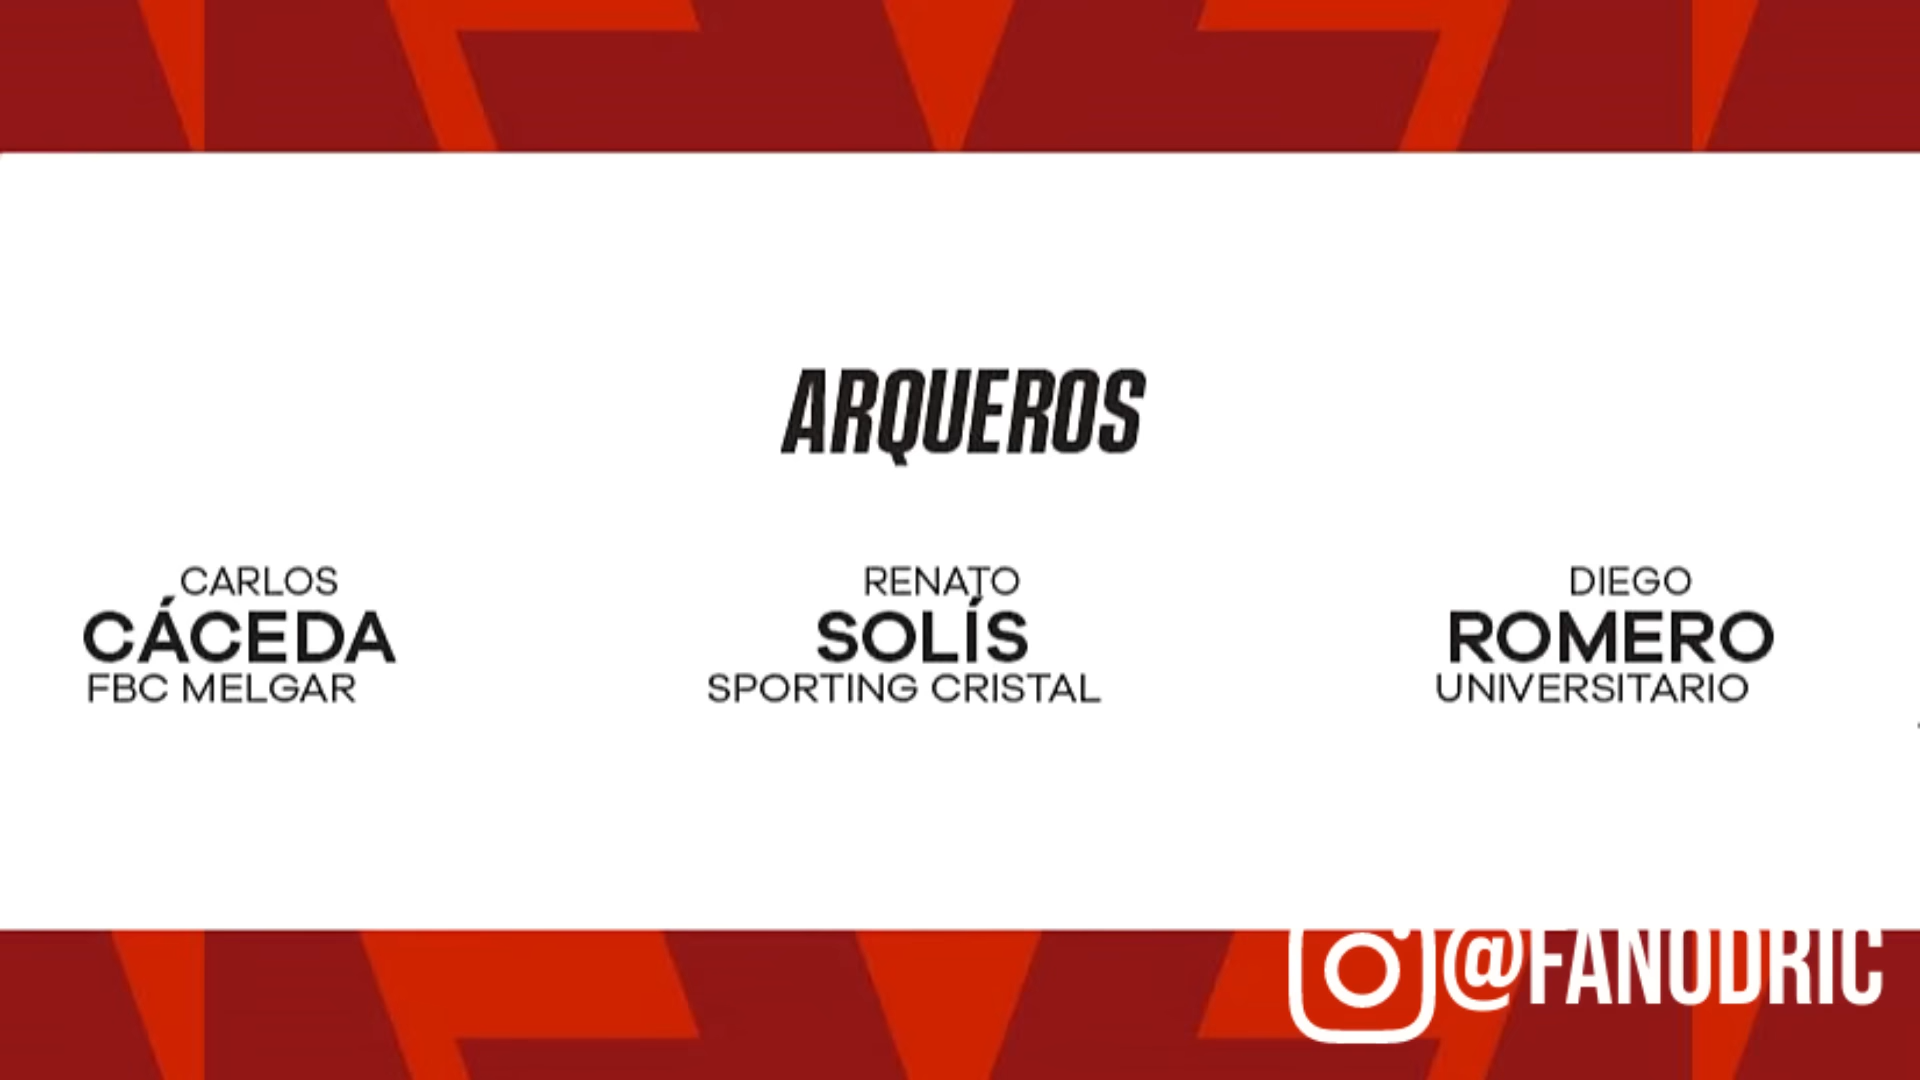 ARQUEROS
CARLOS
CÁCEDA
FBC MELGAR
RENATO
SOLÍS
SPORTING CRISTAL
DIEGO
ROMERO
UNIVERSITARIO
@FANODRIC